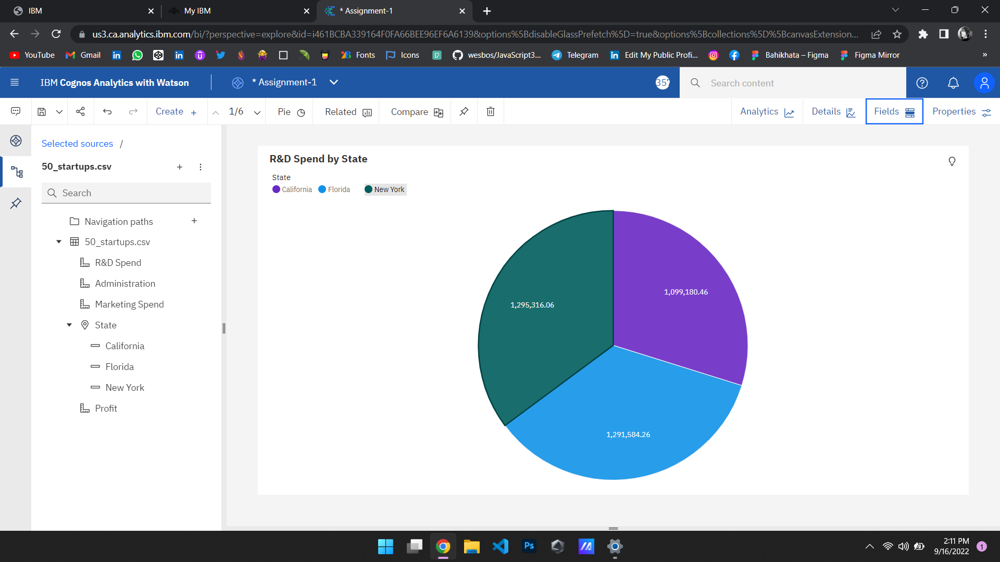 IBM
My IBM
* Assignment-1
us3.ca.analytics.ibm.com/bi/?perspective=explore&id=i461BCBA339164F0FA66BEE96EF6A6139&options%5BdisableGlassPrefetch%5D=true&options%5Bcollections%5D%5BcanvasExtension...
YouTube
Gmail
Fonts
Icons
wesbos/JavaScript3...
Telegram
Edit My Public Profi...
Bahikhata – Figma
Figma Mirror
»
IBM Cognos Analytics with Watson
* Assignment-1
357
Search content
Create
1/6
Pie
Related
Compare
Analytics
Details
Fields
Properties
Selected sources /
50_startups.csv
Search
Navigation paths
50_startups.csv
R&D Spend
Administration
Marketing Spend
State
California
Florida
New York
Profit
R&D Spend by State
State
California
Florida
New York
1,099,180.46
1,295,316.06
1,291,584.26
Ps
2:11 PM
9/16/2022
1